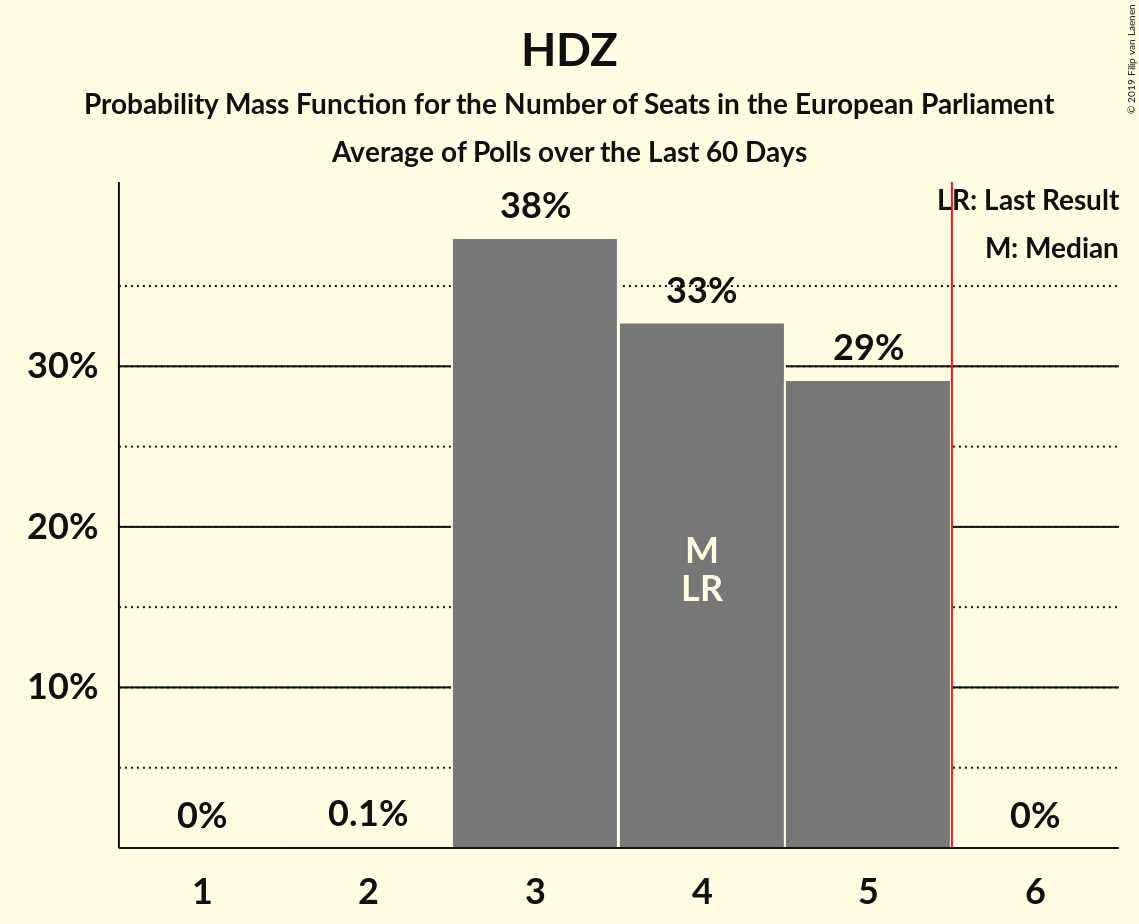 HDZ
Probability Mass Function for the Number of Seats in the European Parliament
Average of Polls over the Last 60 Days
© 2019 Filip van Laenen
LR: Last Result
M: Median
38%
33%
29%
30%
20%
10%
M
LR
0%
0.1%
0%
1
2
3
4
5
6